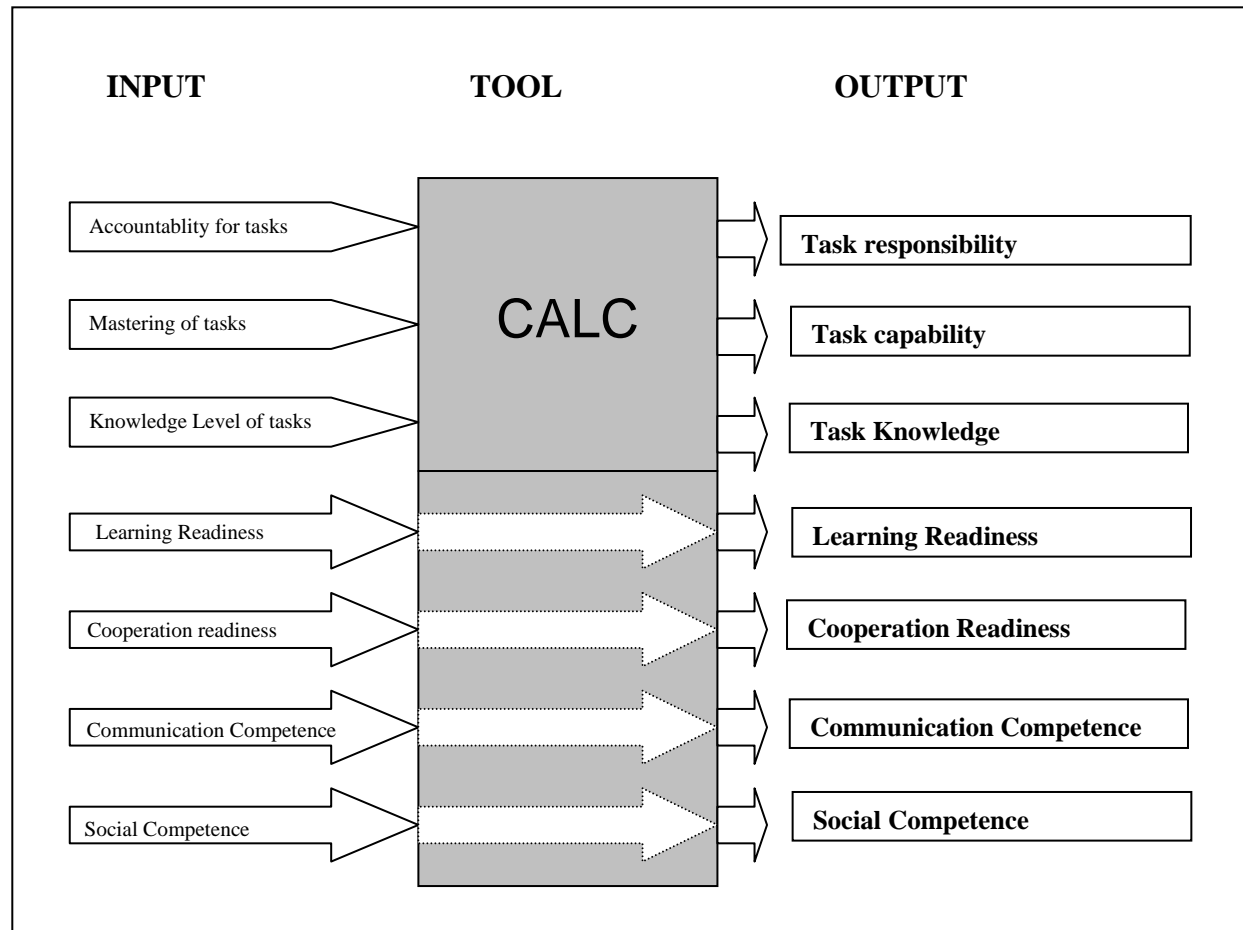 INPUT TOOL OUTPUT
Accountablity for tasks
Task responsibility
Mastering of tasks
CALC
Task capability
Knowledge Level of tasks
Task Knowledge
Learning Readiness
Learning Readiness
Cooperation readiness
Cooperation Readiness
Communication Competence
Communication Competence
Social Competence
Social Competence